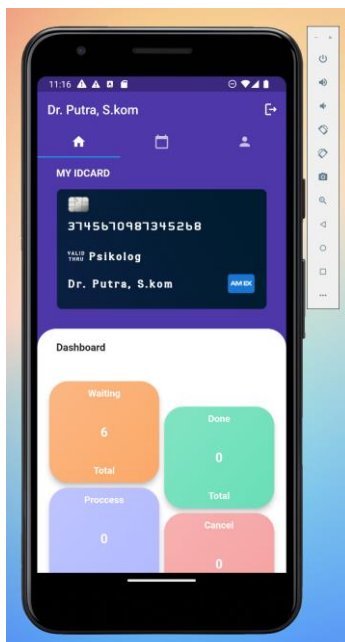 11:16
Dr. Putra, S.kom
MY IDCARD
3745670987345268
VALID
THRU Psikolog
Dr. Putra, S.kom
AMEX
Dashboard
Waiting
6
Total
Done
0
Total
Proccess
0
Cancel
0